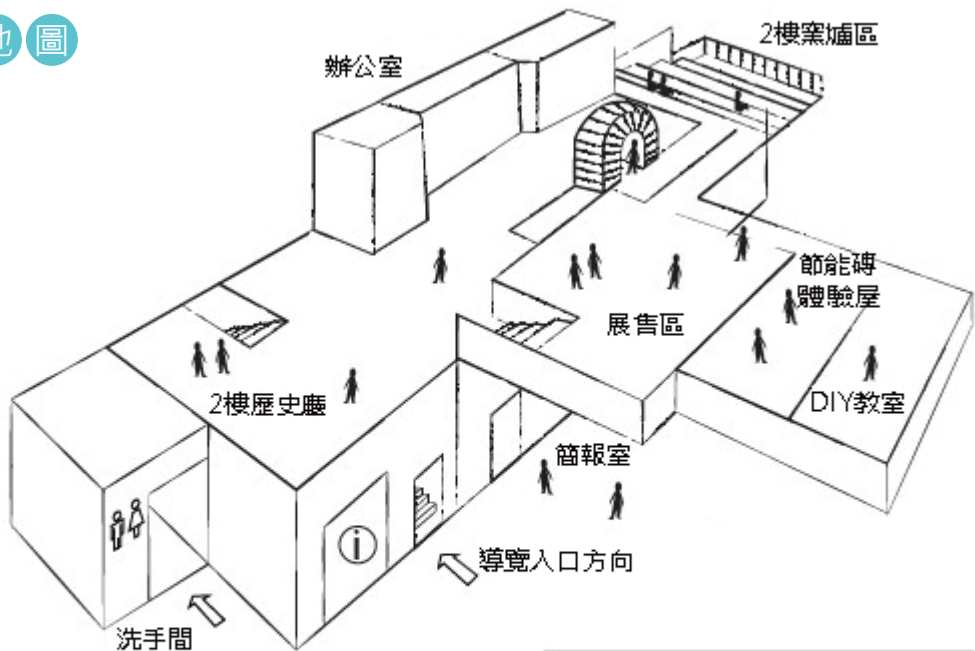 地圖
2樓窯爐區
辦公室
節能磚
體驗屋
展售區
2樓歷史廳
DIY教室
簡報室
i
導覽入口方向
洗手間